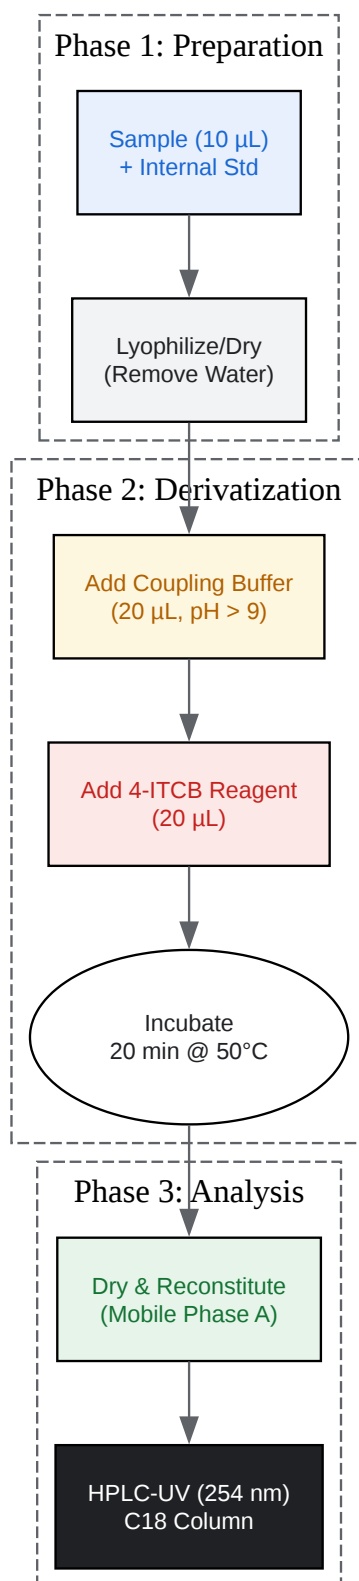 Phase 1: Preparation
Sample (10 µL)
+ Internal Std
Lyophilize/Dry
(Remove Water)
Phase 2: Derivatization
Add Coupling Buffer
(20 µL, pH > 9)
Add 4-ITCB Reagent
(20 µL)
Incubate
20 min @ 50°C
Phase 3: Analysis
Dry & Reconstitute
(Mobile Phase A)
HPLC-UV (254 nm)
C18 Column